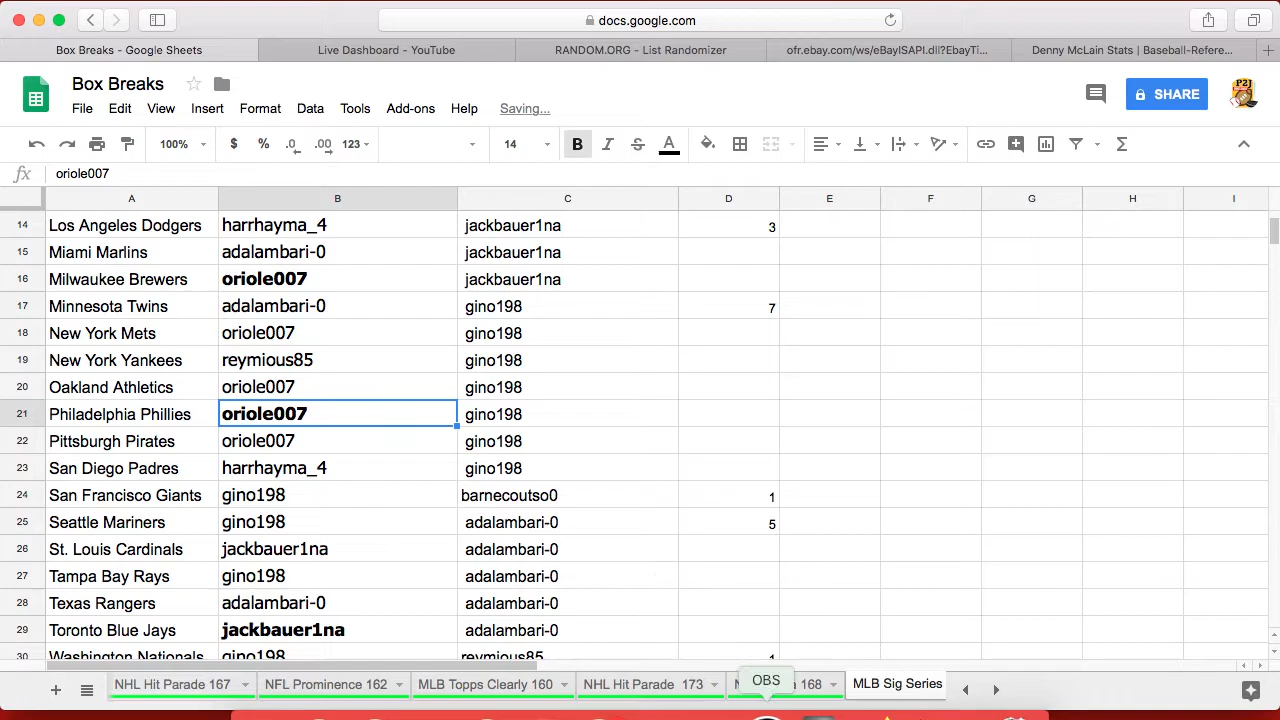 docs.google.com
Box Breaks - Google Sheets
Live Dashboard - YouTube
RANDOM.ORG - List Randomizer
ofr.ebay.com/ws/eBayISAPI.dll?EbayTi...
Denny McLain Stats | Baseball-Refere...
Box Breaks
SHARE
File Edit View Insert Format Data Tools Add-ons Help Saving...
100% $ % .0 .00 123 14 B I S A Σ
fx oriole007
A B C D E F G H I
14 Los Angeles Dodgers harrhayma_4 jackbauer1na 3
15 Miami Marlins adalambari-0 jackbauer1na
16 Milwaukee Brewers oriole007 jackbauer1na
17 Minnesota Twins adalambari-0 gino198 7
18 New York Mets oriole007 gino198
19 New York Yankees reymious85 gino198
20 Oakland Athletics oriole007 gino198
21 Philadelphia Phillies oriole007 gino198
22 Pittsburgh Pirates oriole007 gino198
23 San Diego Padres harrhayma_4 gino198
24 San Francisco Giants gino198 barnecoutso0 1
25 Seattle Mariners gino198 adalambari-0 5
26 St. Louis Cardinals jackbauer1na adalambari-0
27 Tampa Bay Rays gino198 adalambari-0
28 Texas Rangers adalambari-0 adalambari-0
29 Toronto Blue Jays jackbauer1na adalambari-0
30 Washington Nationals gino198 reymious85 1
OBS
NHL Hit Parade 167 NFL Prominence 162 MLB Topps Clearly 160 NHL Hit Parade 173 168 MLB Sig Series